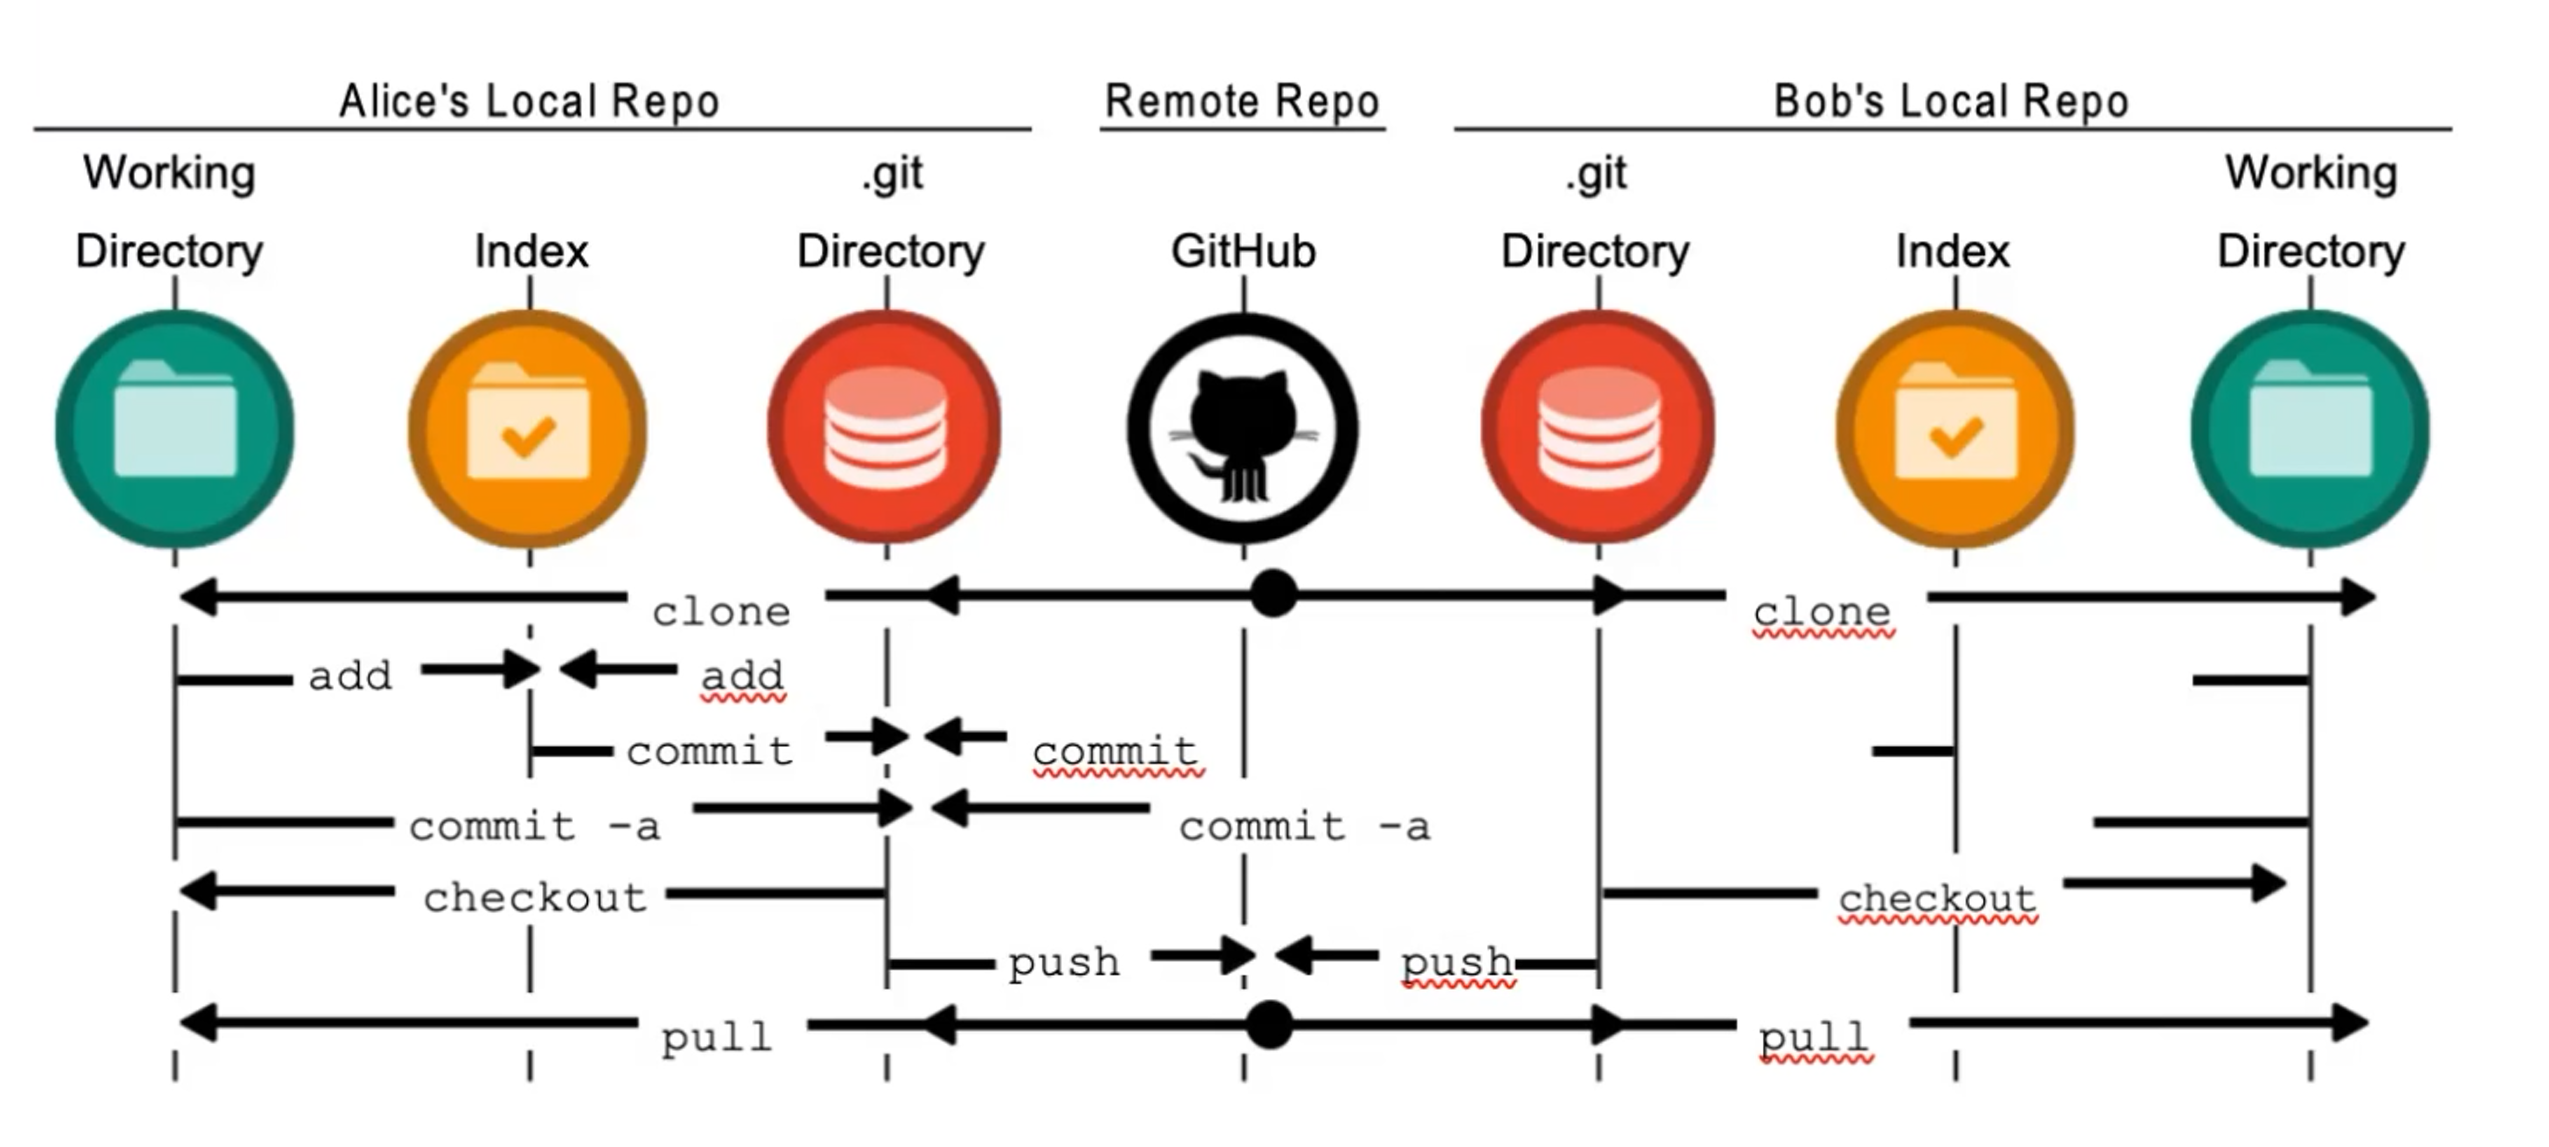 Alice's Local Repo Remote Repo Bob's Local Repo
Working .git .git Working
Directory Index Directory GitHub Directory Index Directory
clone clone
add add
commit commit
commit -a commit -a
checkout checkout
push push
pull pull